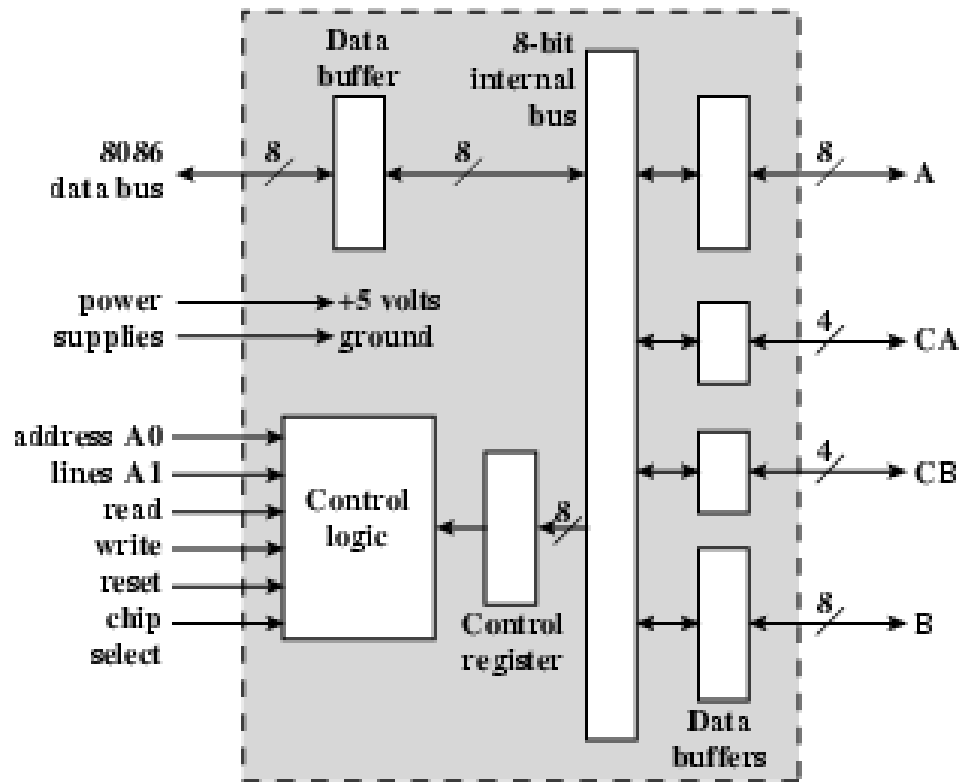 Data
buffer
8-bit
internal
bus
8086
data bus
8
8
8
A
power
supplies
+5 volts
ground
4
CA
address A0
lines A1
read
write
reset
chip
select
Control
logic
8
Control
register
4
CB
8
B
Data
buffers